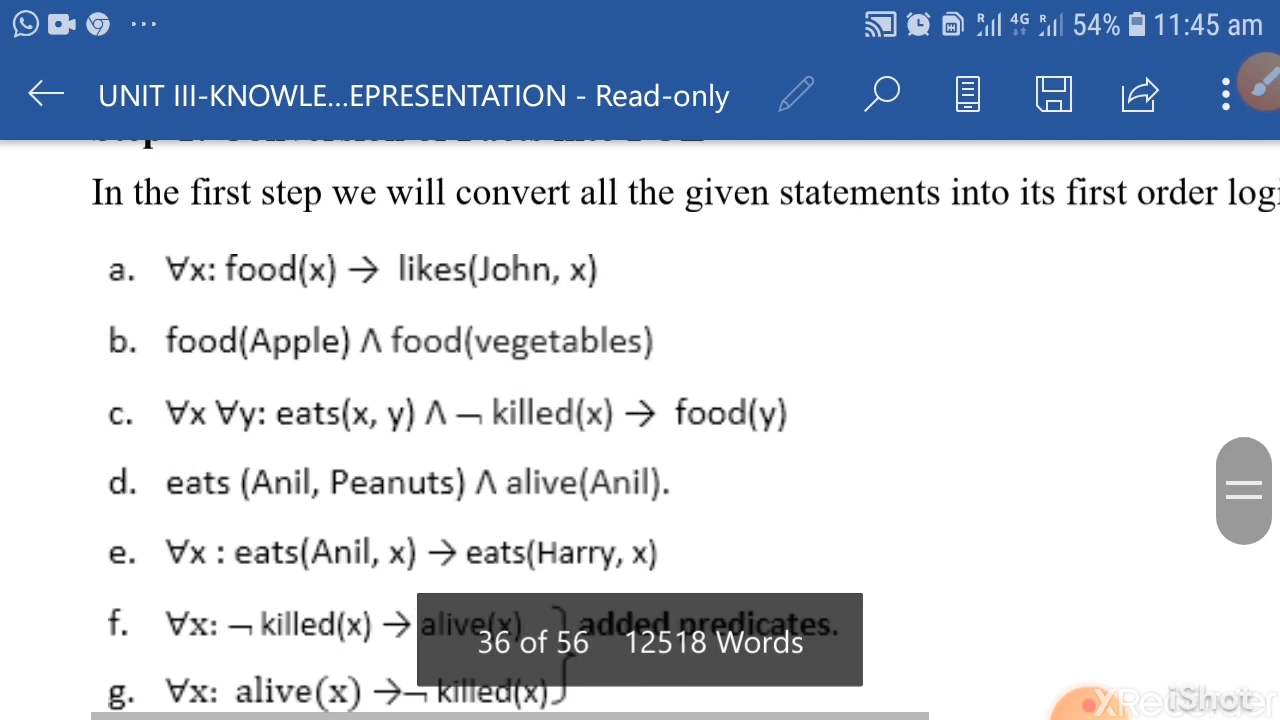 54% 11:45 am
UNIT III-KNOWLE...EPRESENTATION - Read-only
In the first step we will convert all the given statements into its first order logi
a. ∀x: food(x) → likes(John, x)
b. food(Apple) Λ food(vegetables)
c. ∀x ∀y: eats(x, y) Λ ¬ killed(x) → food(y)
d. eats (Anil, Peanuts) Λ alive(Anil).
e. ∀x : eats(Anil, x) → eats(Harry, x)
f. ∀x: ¬ killed(x) → alive(x) added predicates.
36 of 56 12518 Words
g. ∀x: alive(x) →¬ killed(x)
iShot